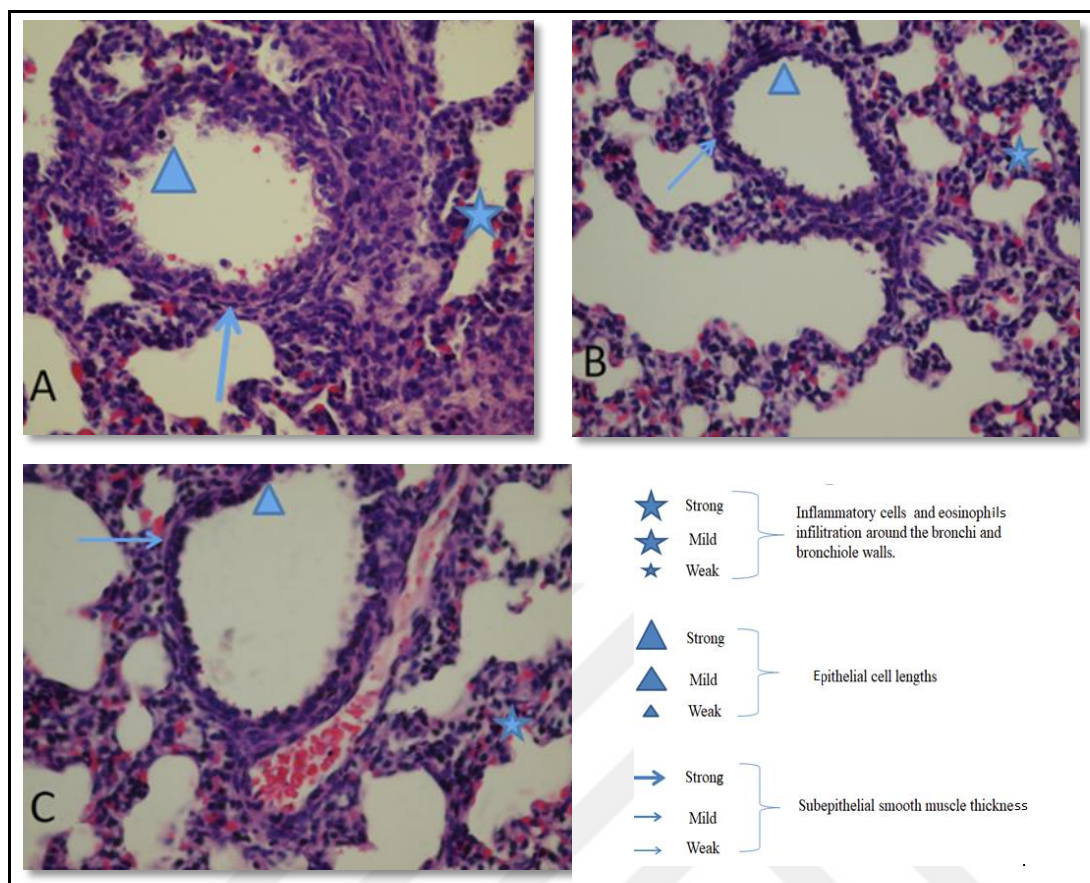 A
B
C
Strong
Mild
Weak
Inflammatory cells and eosinophils
infiltration around the bronchi and
bronchiole walls.
Strong
Mild
Weak
Epithelial cell lengths
Strong
Mild
Weak
Subepithelial smooth muscle thickness
.